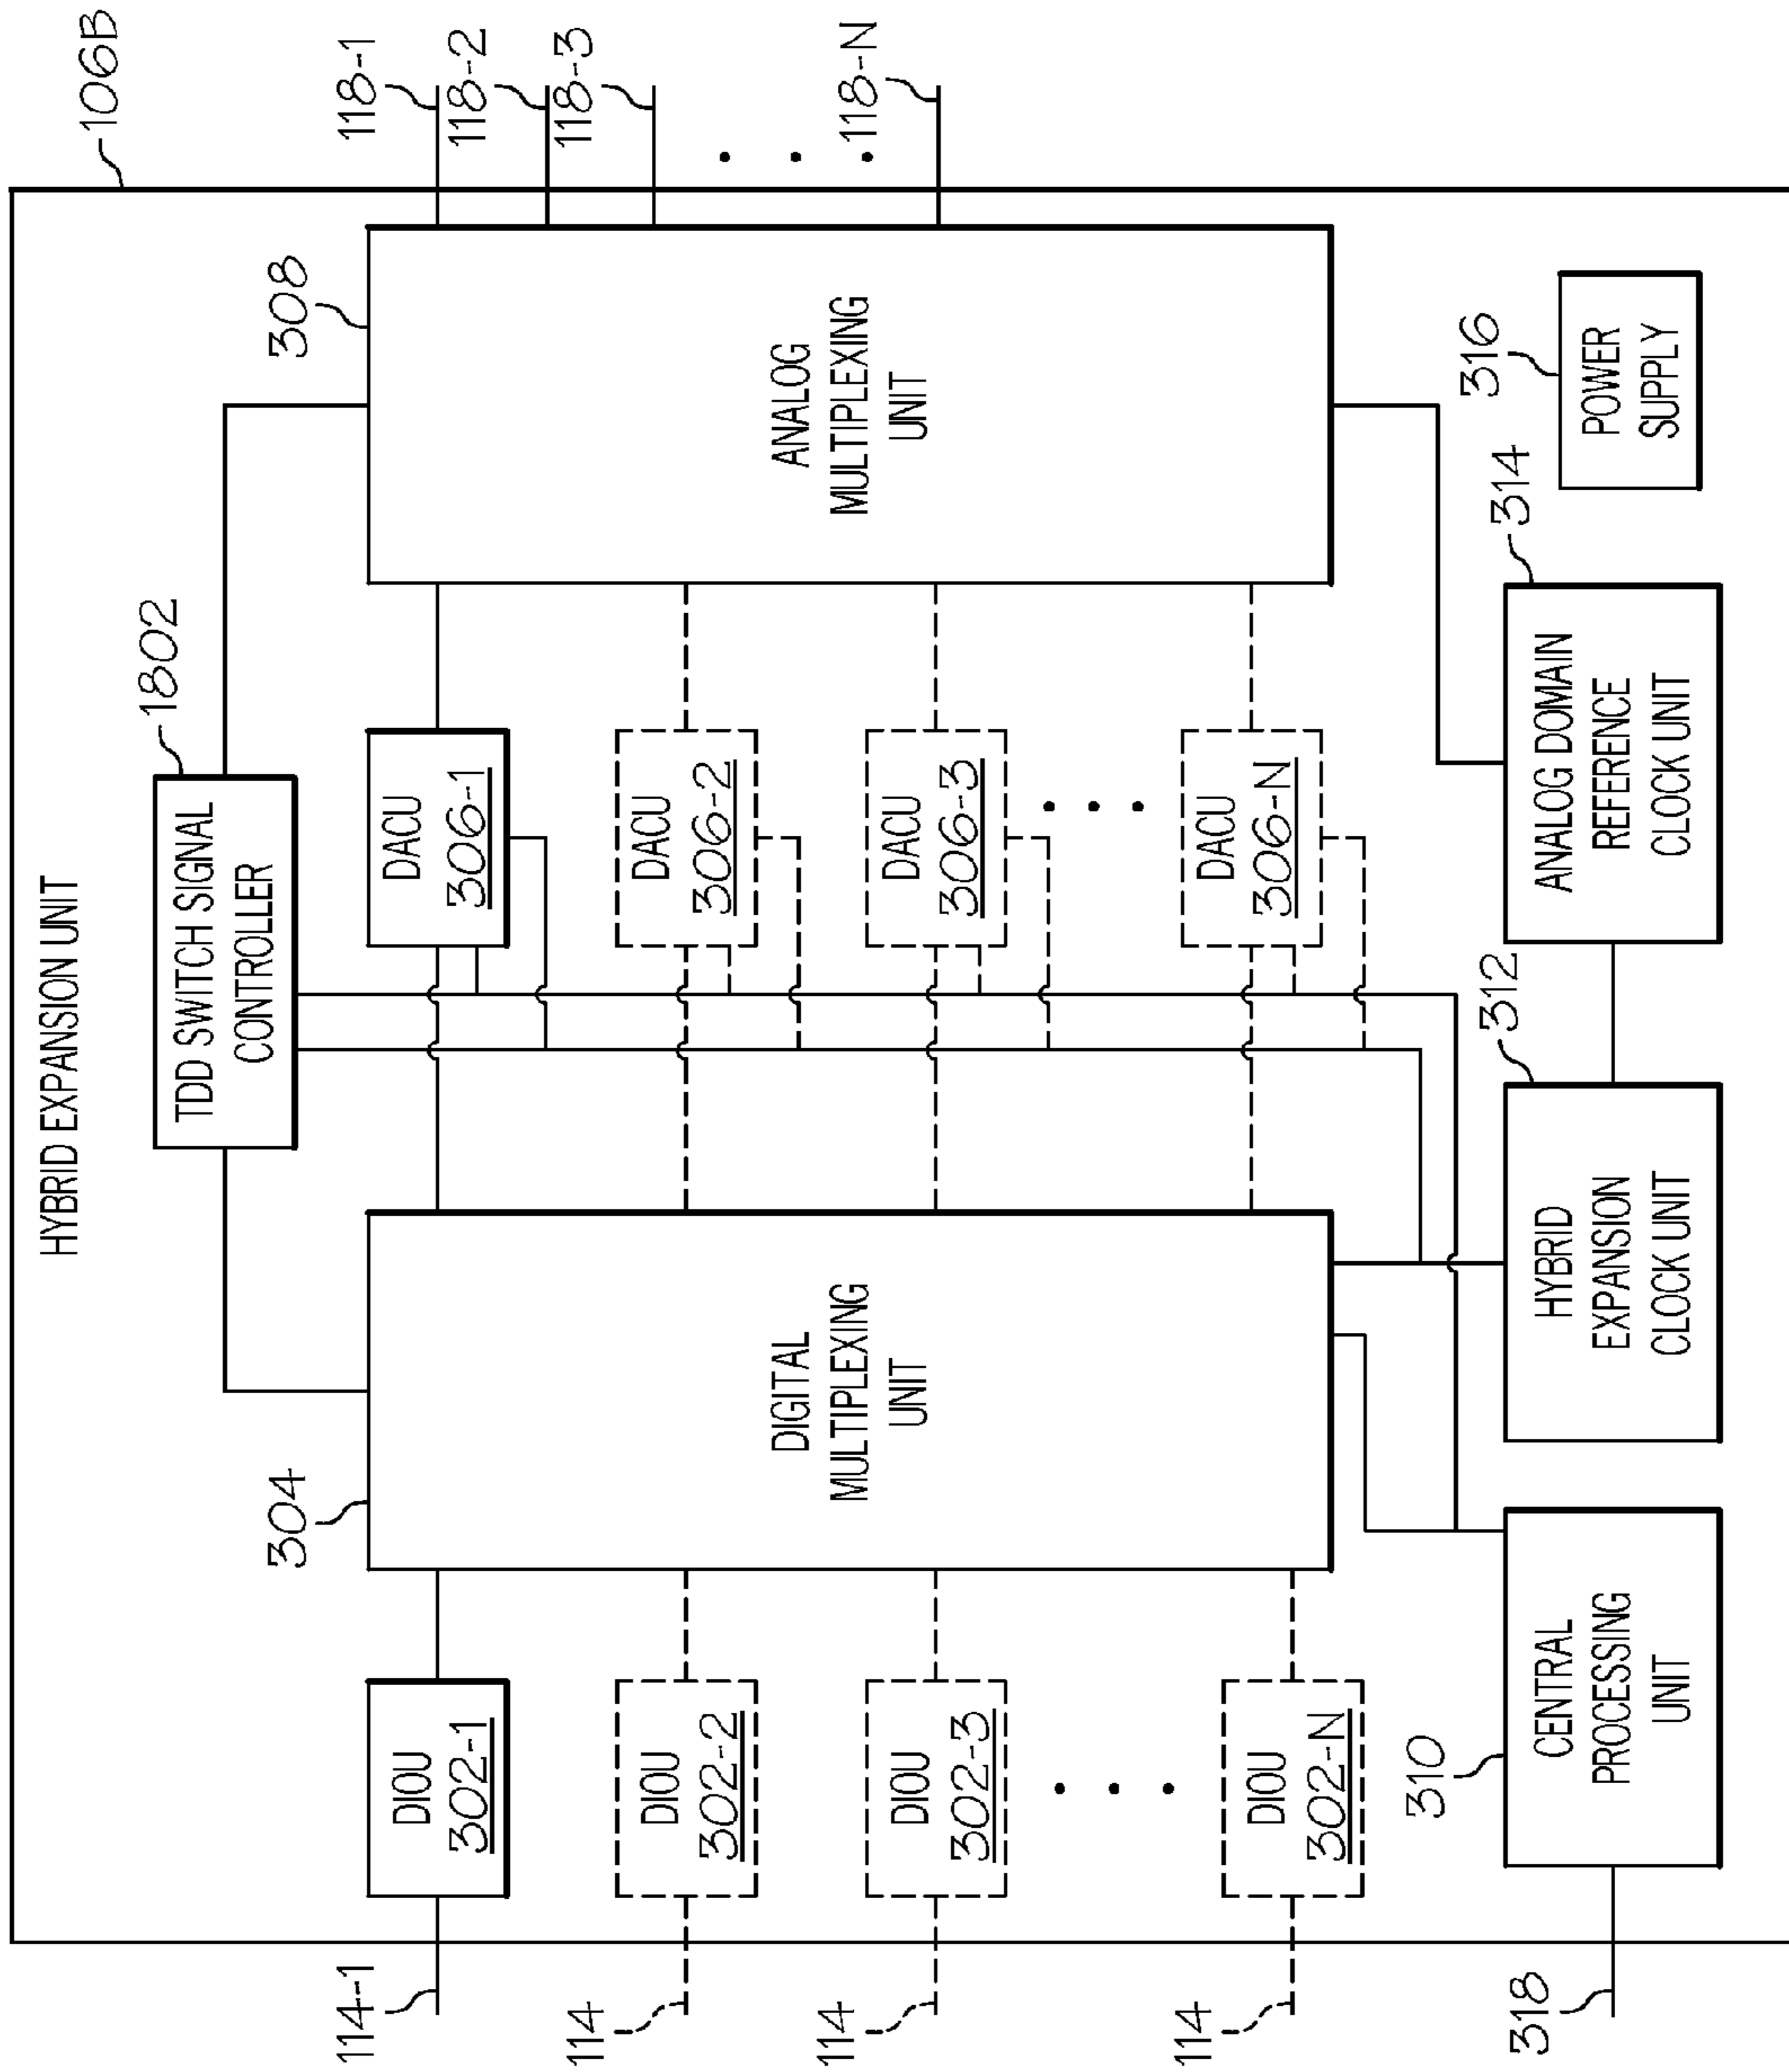 HYBRID EXPANSION UNIT
106B
TDD SWITCH SIGNAL
CONTROLLER
1802
304
308
114-1
DIOU
302-1
DACU
306-1
118-1
118-2
118-3
118-N
114
DIOU
302-2
DACU
306-2
DIGITAL
MULTIPLEXING
UNIT
ANALOG
MULTIPLEXING
UNIT
114
DIOU
302-3
DACU
306-3
114
DIOU
302-N
DACU
306-N
310
312
314
316
318
CENTRAL
PROCESSING
UNIT
HYBRID
EXPANSION
CLOCK UNIT
ANALOG DOMAIN
REFERENCE
CLOCK UNIT
POWER
SUPPLY